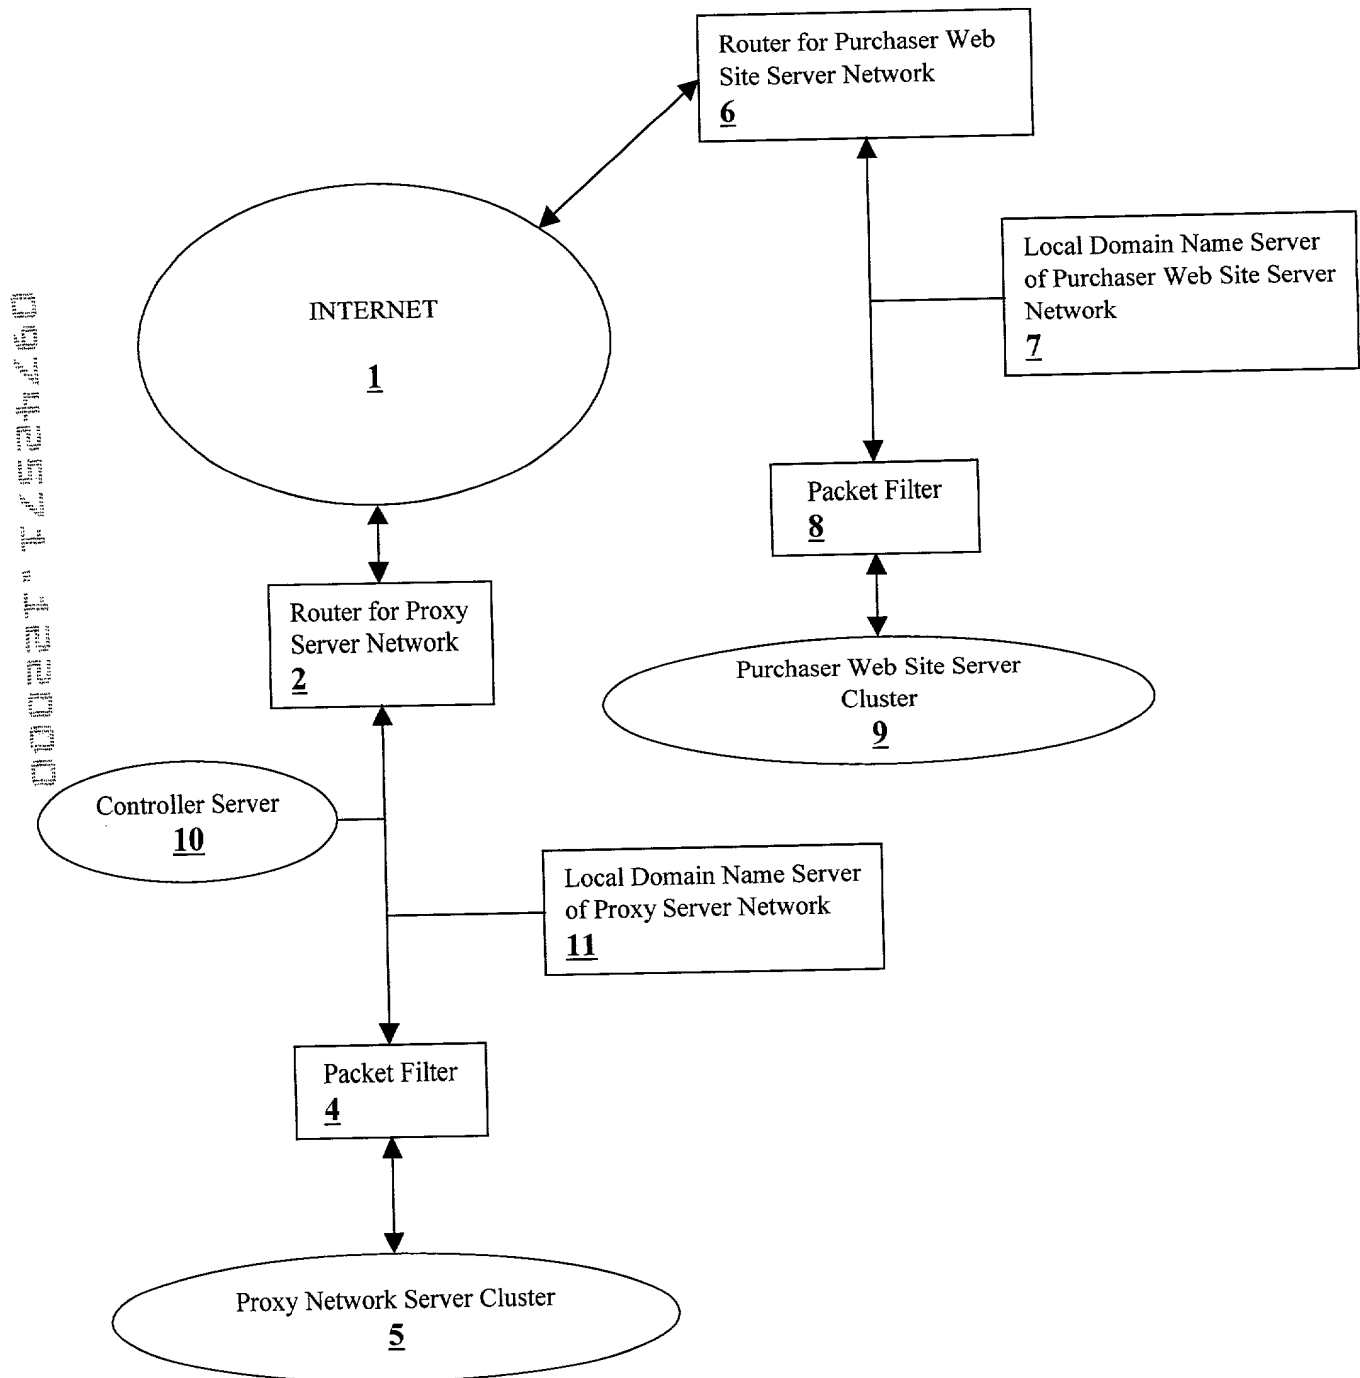 Router for Purchaser Web
Site Server Network
6
INTERNET
1
Local Domain Name Server
of Purchaser Web Site Server
Network
7
Packet Filter
8
Router for Proxy
Server Network
2
Purchaser Web Site Server
Cluster
9
Controller Server
10
Local Domain Name Server
of Proxy Server Network
11
Packet Filter
4
Proxy Network Server Cluster
5
09742571.122000